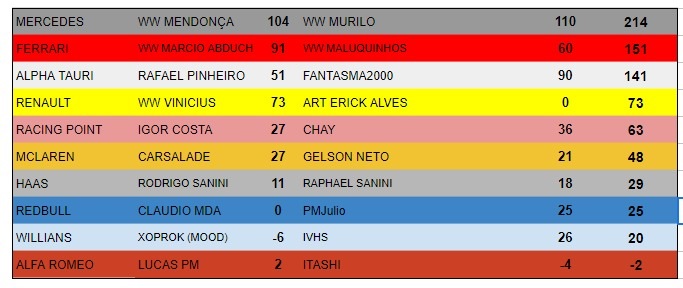 MERCEDES WW MENDONÇA 104 WW MURILO 110 214
FERRARI WW MARCIO ABDUCH 91 WW MALUQUINHOS 60 151
ALPHA TAURI RAFAEL PINHEIRO 51 FANTASMA2000 90 141
RENAULT WW VINICIUS 73 ART ERICK ALVES 0 73
RACING POINT IGOR COSTA 27 CHAY 36 63
MCLAREN CARSALADE 27 GELSON NETO 21 48
HAAS RODRIGO SANINI 11 RAPHAEL SANINI 18 29
REDBULL CLAUDIO MDA 0 PMJulio 25 25
WILLIANS XOPROK (MOOD) -6 IVHS 26 20
ALFA ROMEO LUCAS PM 2 ITASHI -4 -2